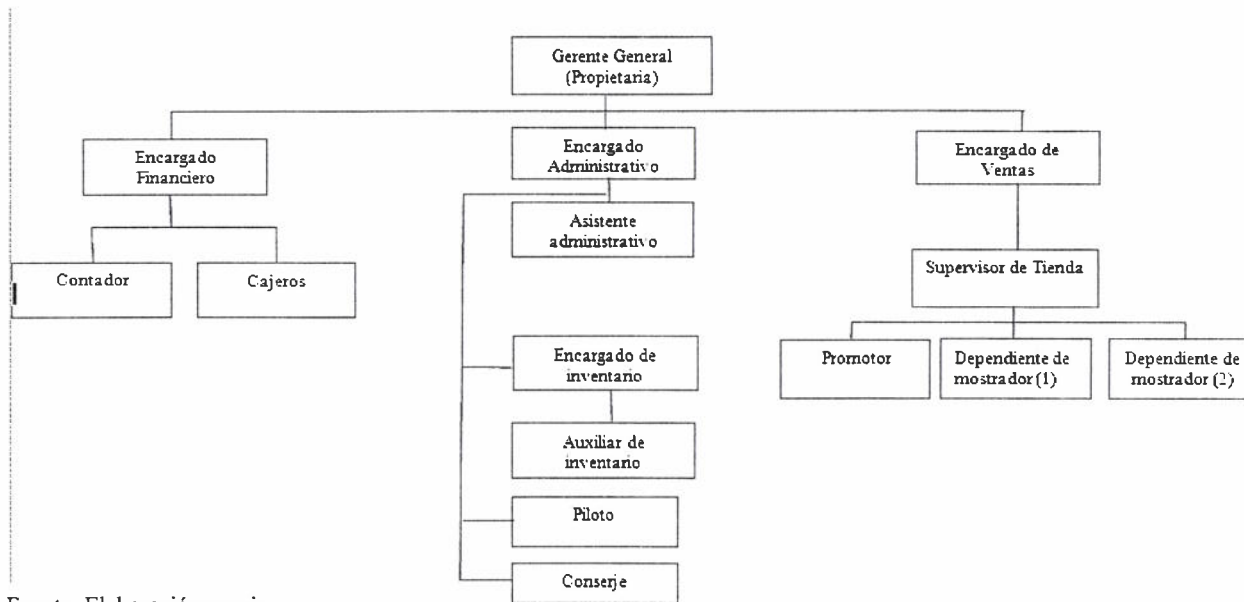 Gerente General
(Propietaria)
Encargado
Financiero
Encargado
Administrativo
Encargado de
Ventas
Asistente
administrativo
Contador
Cajeros
Supervisor de Tienda
Encargado de
inventario
Promotor
Dependiente de
mostrador (1)
Dependiente de
mostrador (2)
Auxiliar de
inventario
Piloto
Conserje